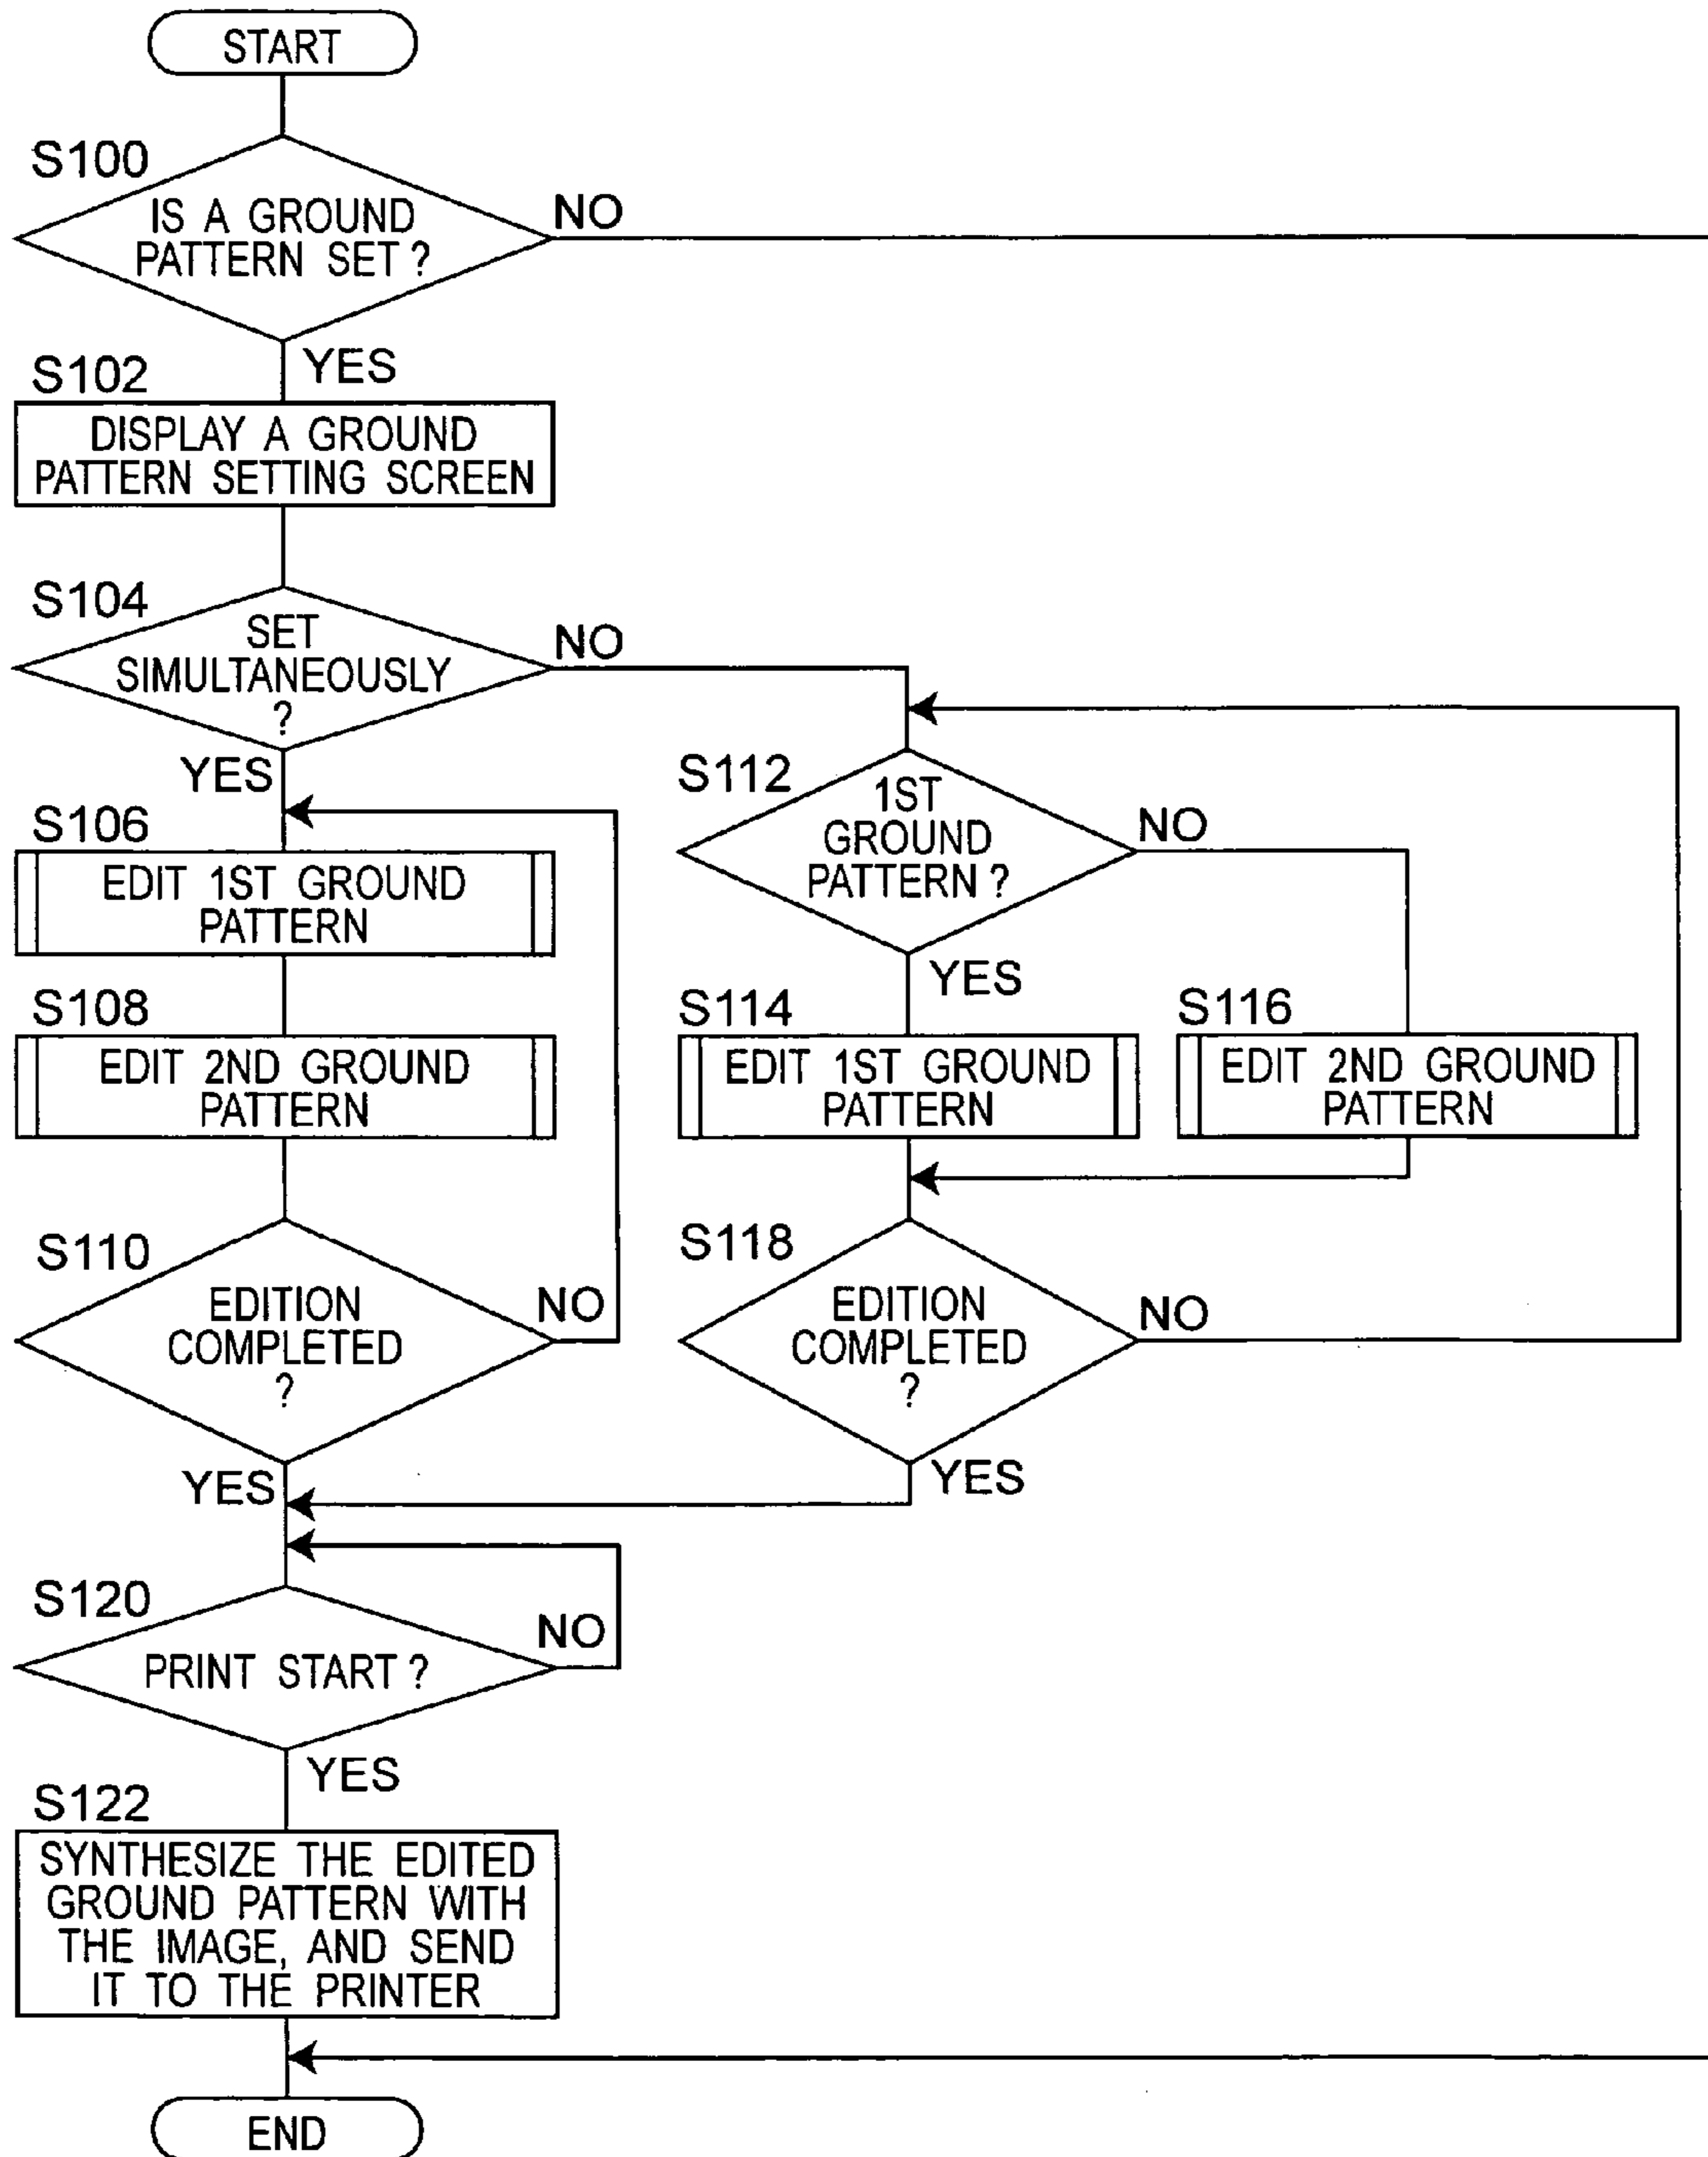 START
S100
IS A GROUND
PATTERN SET ?
NO
YES
S102
DISPLAY A GROUND
PATTERN SETTING SCREEN
S104
SET
SIMULTANEOUSLY
?
NO
YES
S106
EDIT 1ST GROUND
PATTERN
S108
EDIT 2ND GROUND
PATTERN
S110
EDITION
COMPLETED
?
NO
YES
S112
1ST
GROUND
PATTERN ?
NO
YES
S114
EDIT 1ST GROUND
PATTERN
S116
EDIT 2ND GROUND
PATTERN
S118
EDITION
COMPLETED
?
NO
YES
S120
PRINT START ?
NO
YES
S122
SYNTHESIZE THE EDITED
GROUND PATTERN WITH
THE IMAGE, AND SEND
IT TO THE PRINTER
END